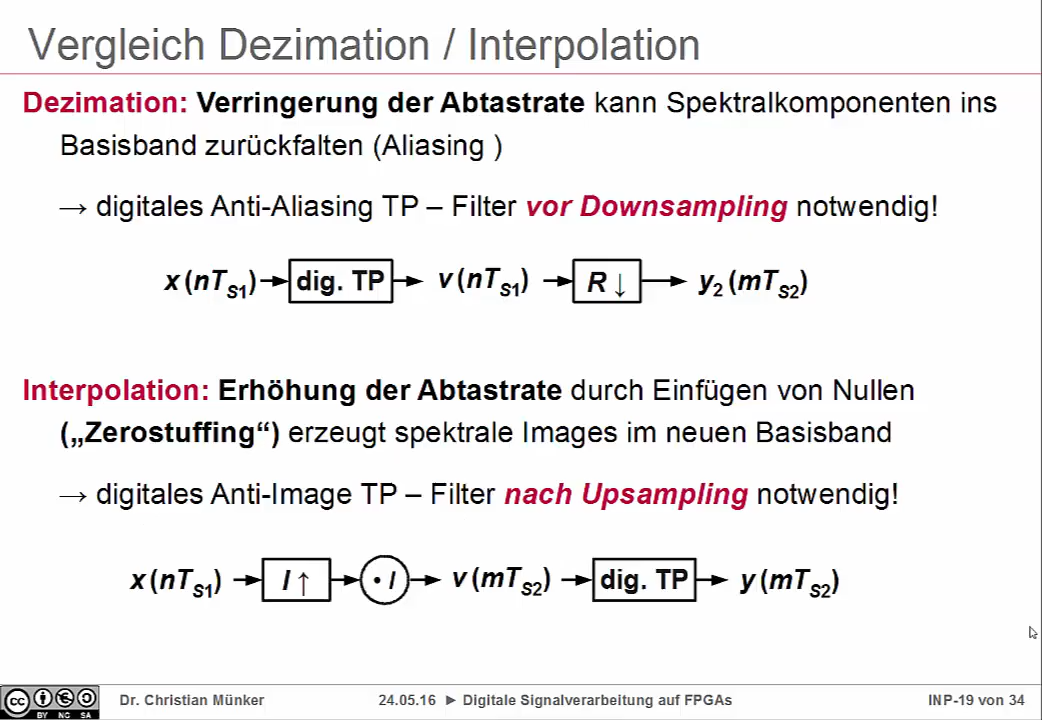 Vergleich Dezimation / Interpolation
Dezimation: Verringerung der Abtastrate kann Spektralkomponenten ins
Basisband zurückfalten (Aliasing )
→ digitales Anti-Aliasing TP – Filter vor Downsampling notwendig!
x(nTS1) dig. TP v(nTS1) R↓ y2(mTS2)
Interpolation: Erhöhung der Abtastrate durch Einfügen von Nullen
(„Zerostuffing“) erzeugt spektrale Images im neuen Basisband
→ digitales Anti-Image TP – Filter nach Upsampling notwendig!
x(nTS1) I↑ • I v(mTS2) dig. TP y(mTS2)
cc BY NC SA Dr. Christian Münker 24.05.16 ► Digitale Signalverarbeitung auf FPGAs INP-19 von 34